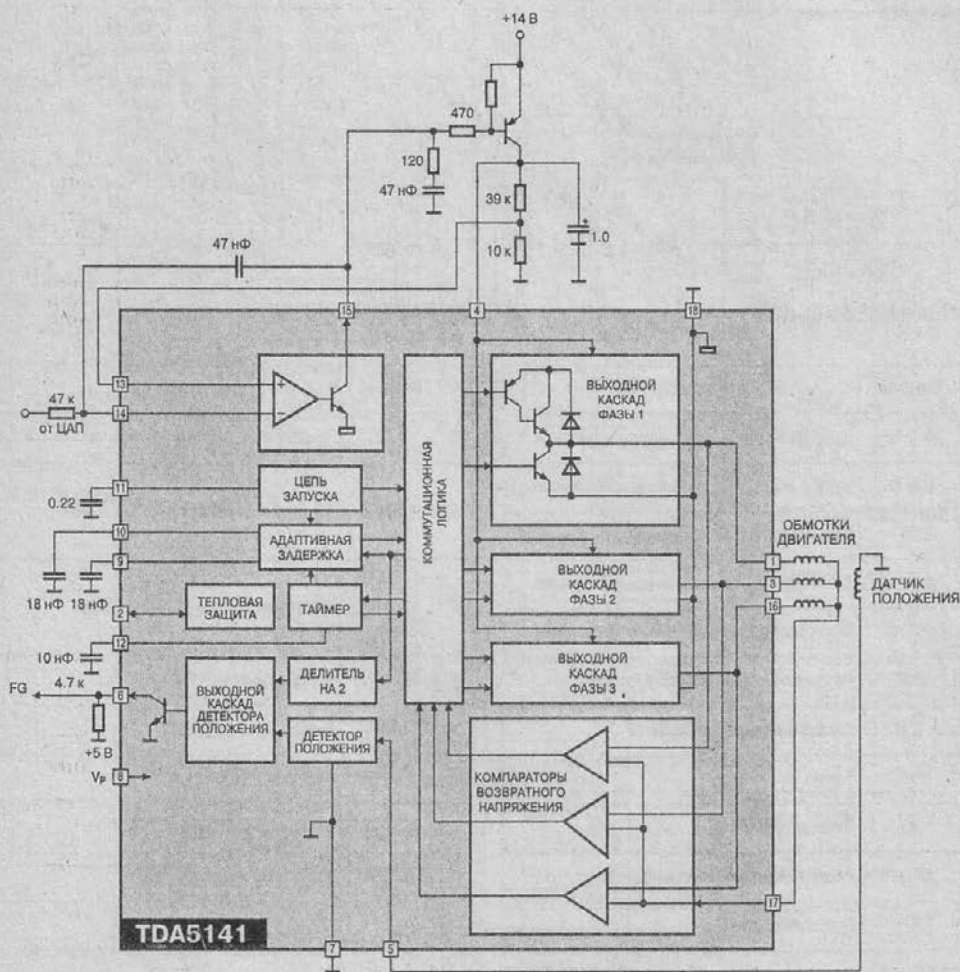 +14 В
470
120
47 нФ
39 к
10 к
+
1.0
47 нФ
15
4
18
13
14
47 к
от ЦАП
+
−
ВЫХОДНОЙ
КАСКАД
ФАЗЫ 1
КОММУТАЦИОННАЯ
ЛОГИКА
11
0.22
ЦЕПЬ
ЗАПУСКА
10
9
18 нФ
18 нФ
АДАПТИВНАЯ
ЗАДЕРЖКА
2
ТЕПЛОВАЯ
ЗАЩИТА
ТАЙМЕР
12
10 нФ
ВЫХОДНОЙ
КАСКАД
ФАЗЫ 2
ВЫХОДНОЙ
КАСКАД
ФАЗЫ 3
ОБМОТКИ
ДВИГАТЕЛЯ
1
3
16
ДАТЧИК
ПОЛОЖЕНИЯ
FG
4.7 к
6
+5 В
Vp
8
ВЫХОДНОЙ
КАСКАД
ДЕТЕКТОРА
ПОЛОЖЕНИЯ
ДЕЛИТЕЛЬ
НА 2
ДЕТЕКТОР
ПОЛОЖЕНИЯ
КОМПАРАТОРЫ
ВОЗВРАТНОГО
НАПРЯЖЕНИЯ
17
TDA5141
7
5